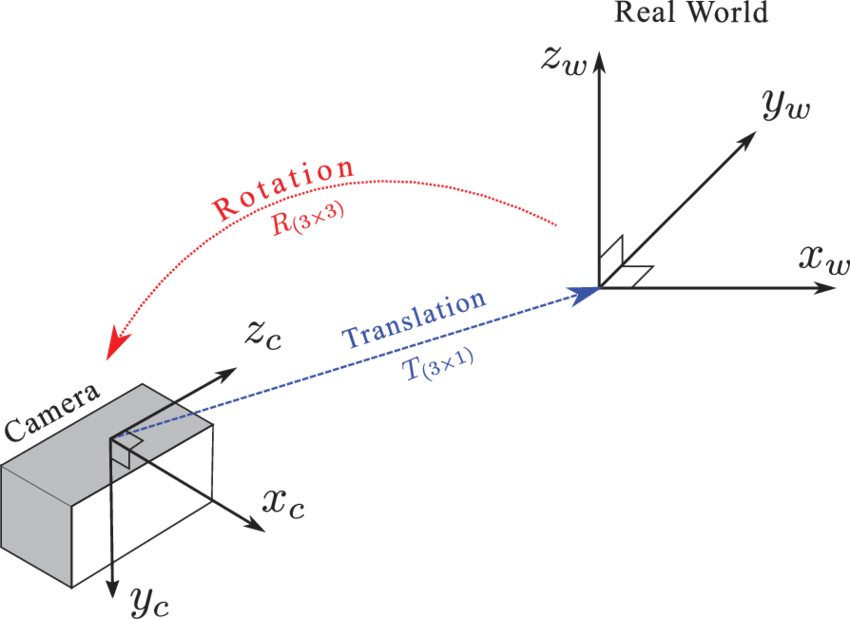 Real World
z_w
y_w
x_w
Rotation
R_(3×3)
Translation
T_(3×1)
z_c
Camera
x_c
y_c